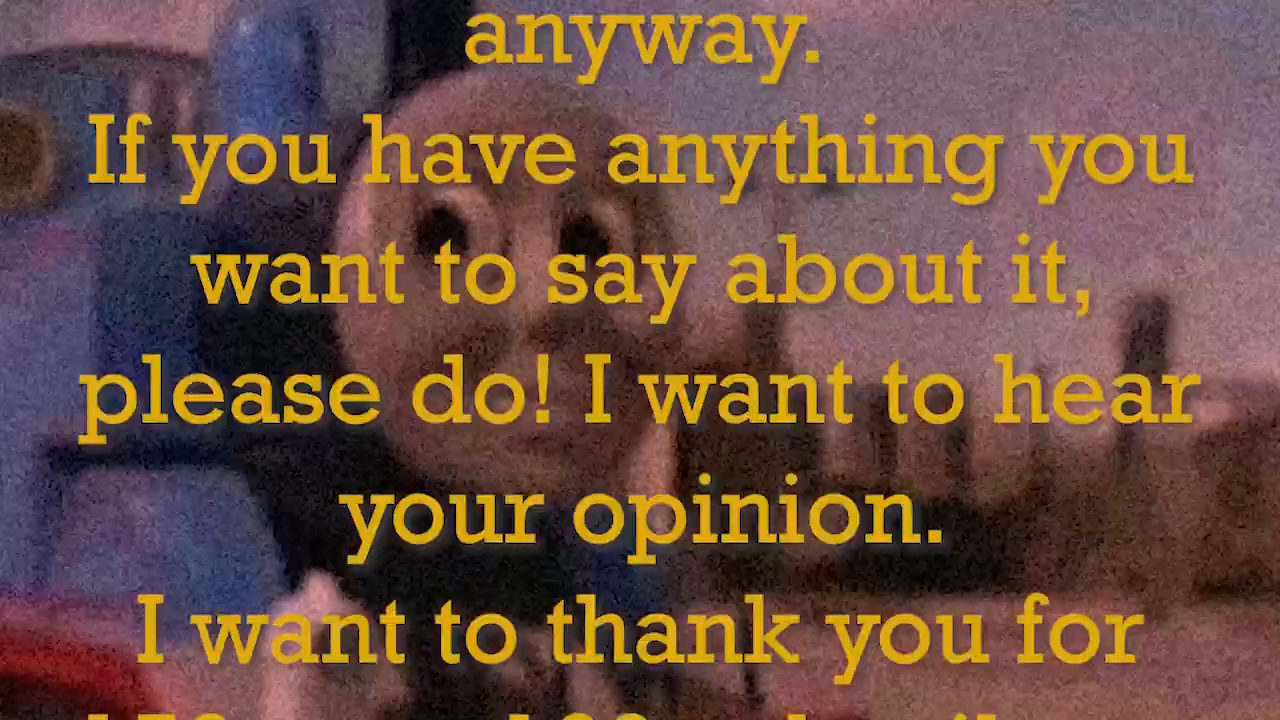 anyway.
If you have anything you
want to say about it,
please do! I want to hear
your opinion.
I want to thank you for